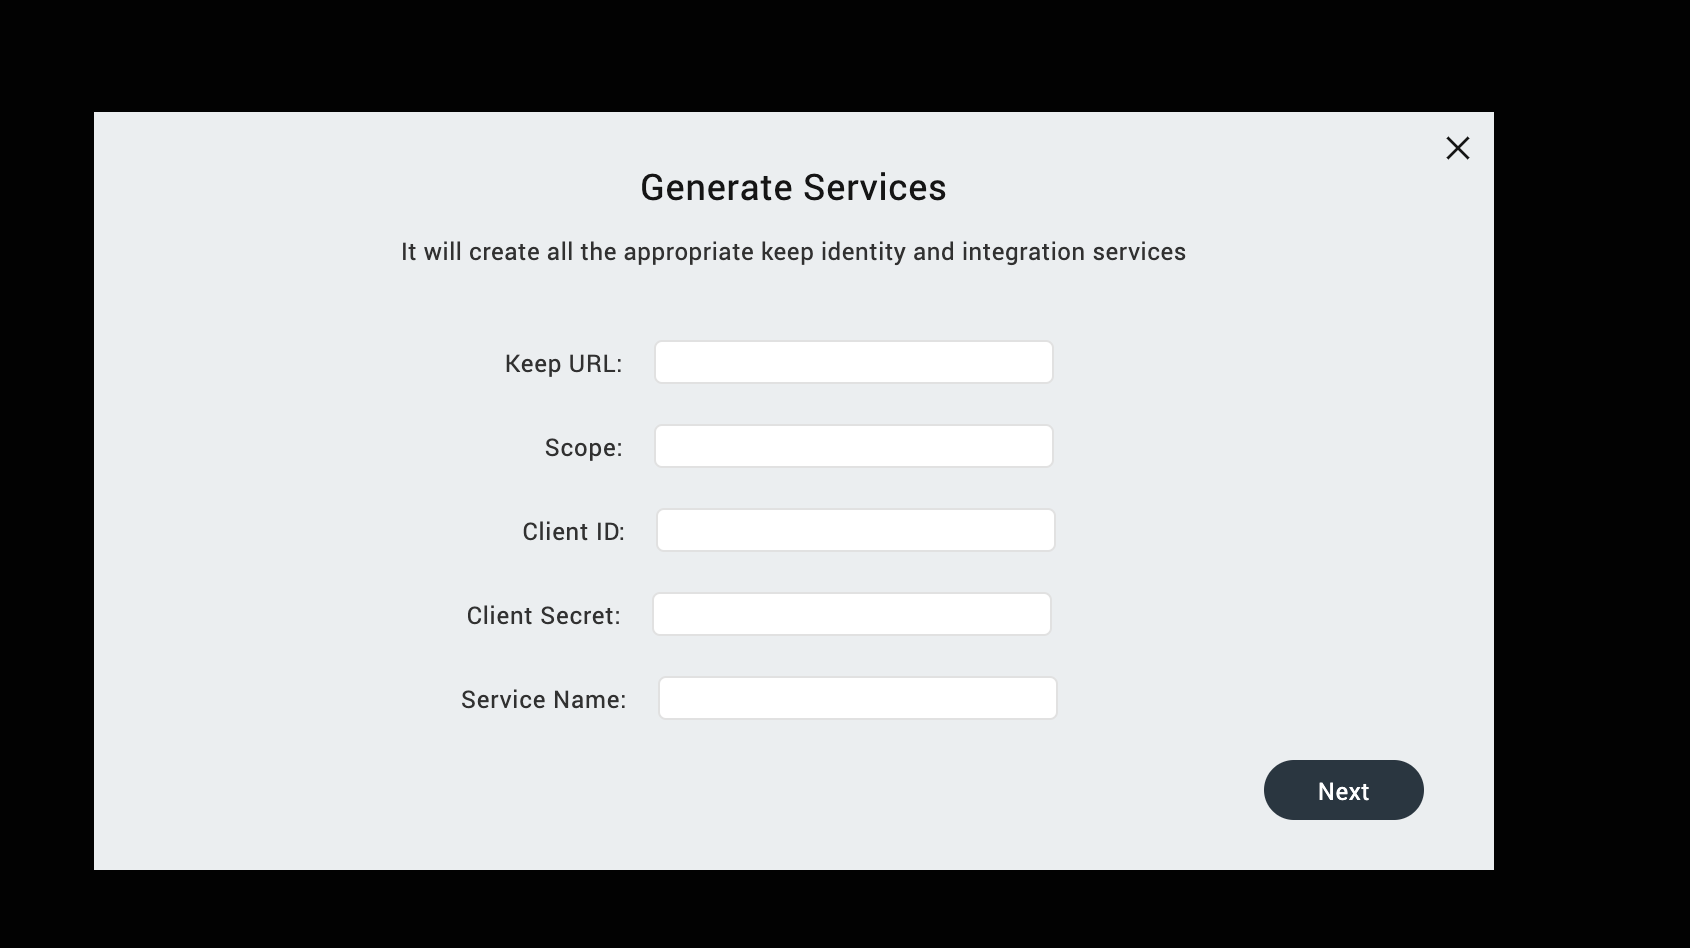 Generate Services
It will create all the appropriate keep identity and integration services
Keep URL:
Scope:
Client ID:
Client Secret:
Service Name:
Next